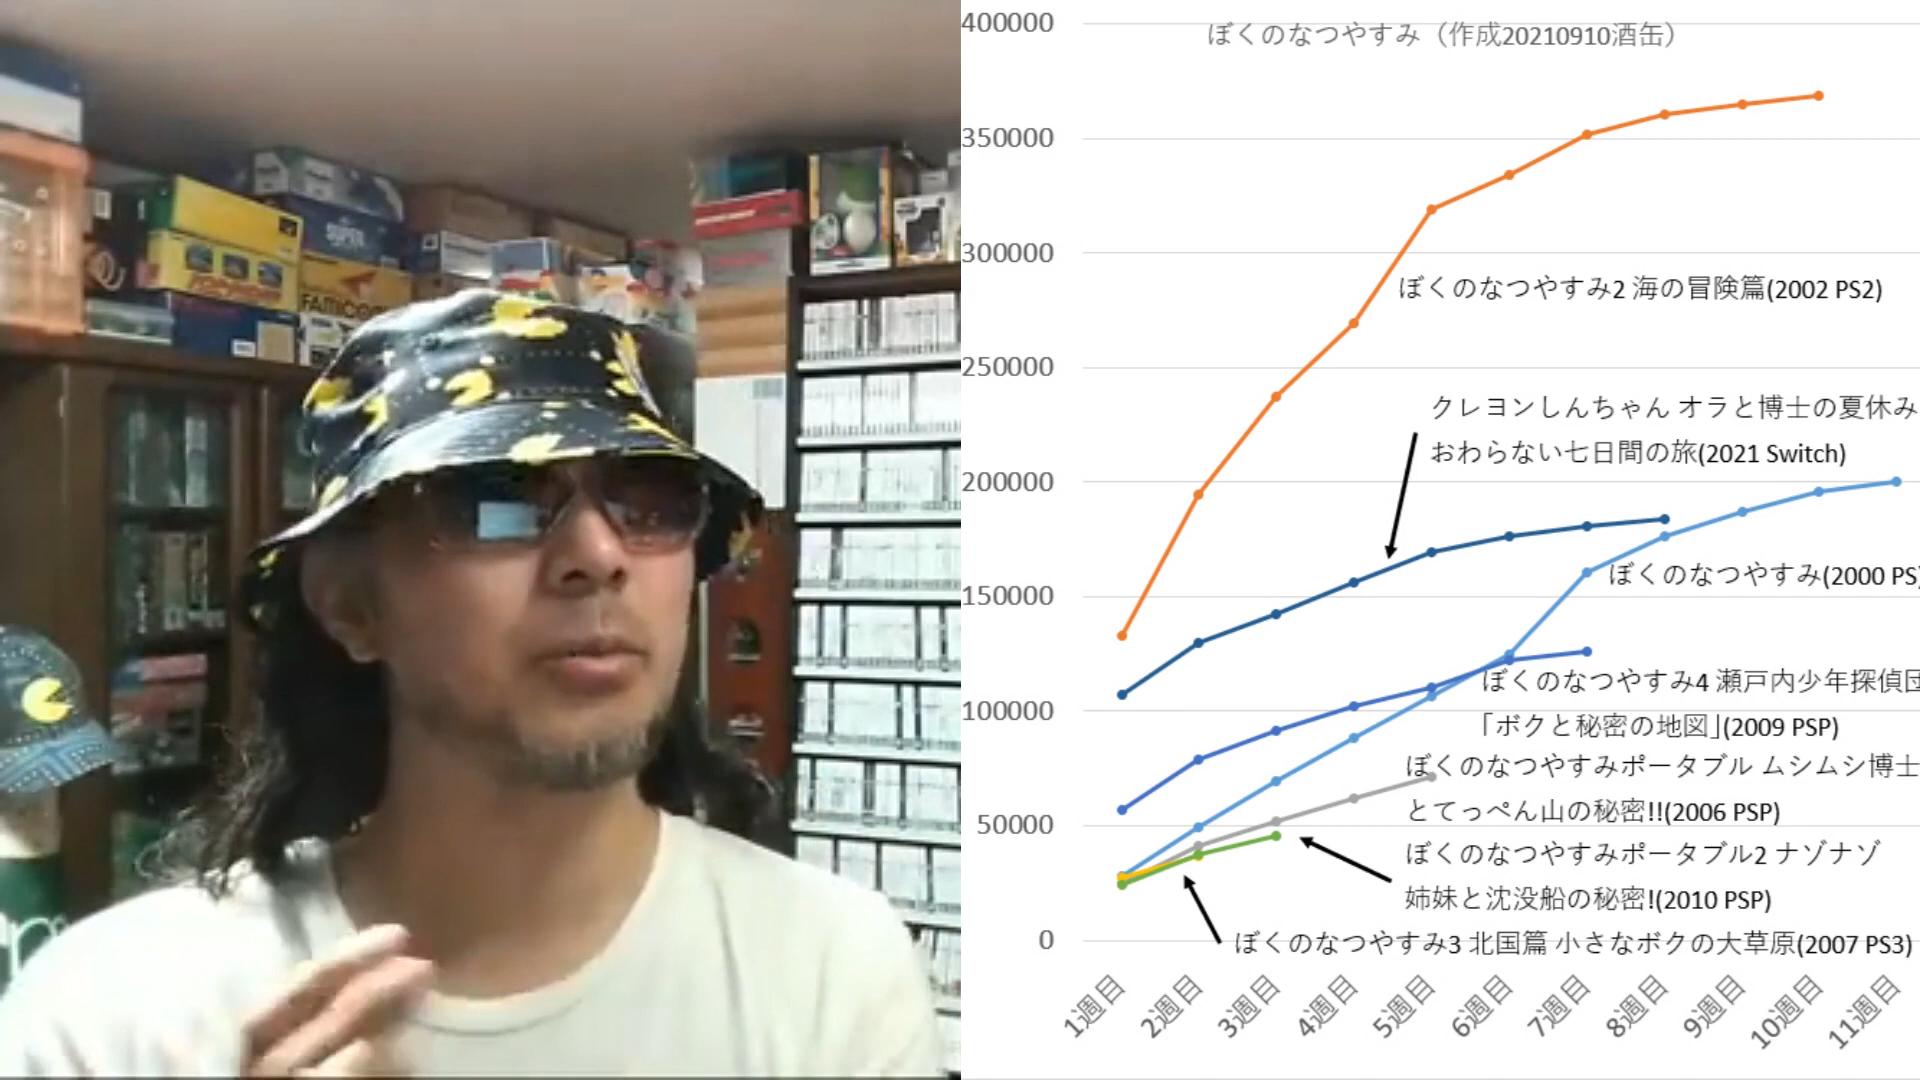 SUPER
FAMICO
400000
350000
300000
250000
200000
150000
100000
50000
0
ぼくのなつやすみ（作成20210910酒缶）
ぼくのなつやすみ2 海の冒険篇(2002 PS2)
クレヨンしんちゃん オラと博士の夏休み
おわらない七日間の旅(2021 Switch)
ぼくのなつやすみ(2000 PS)
ぼくのなつやすみ4 瀬戸内少年探偵団
「ボクと秘密の地図」(2009 PSP)
ぼくのなつやすみポータブル ムシムシ博士
とてっぺん山の秘密!!(2006 PSP)
ぼくのなつやすみポータブル2 ナゾナゾ
姉妹と沈没船の秘密!(2010 PSP)
ぼくのなつやすみ3 北国篇 小さなボクの大草原(2007 PS3)
1週目
2週目
3週目
4週目
5週目
6週目
7週目
8週目
9週目
10週目
11週目